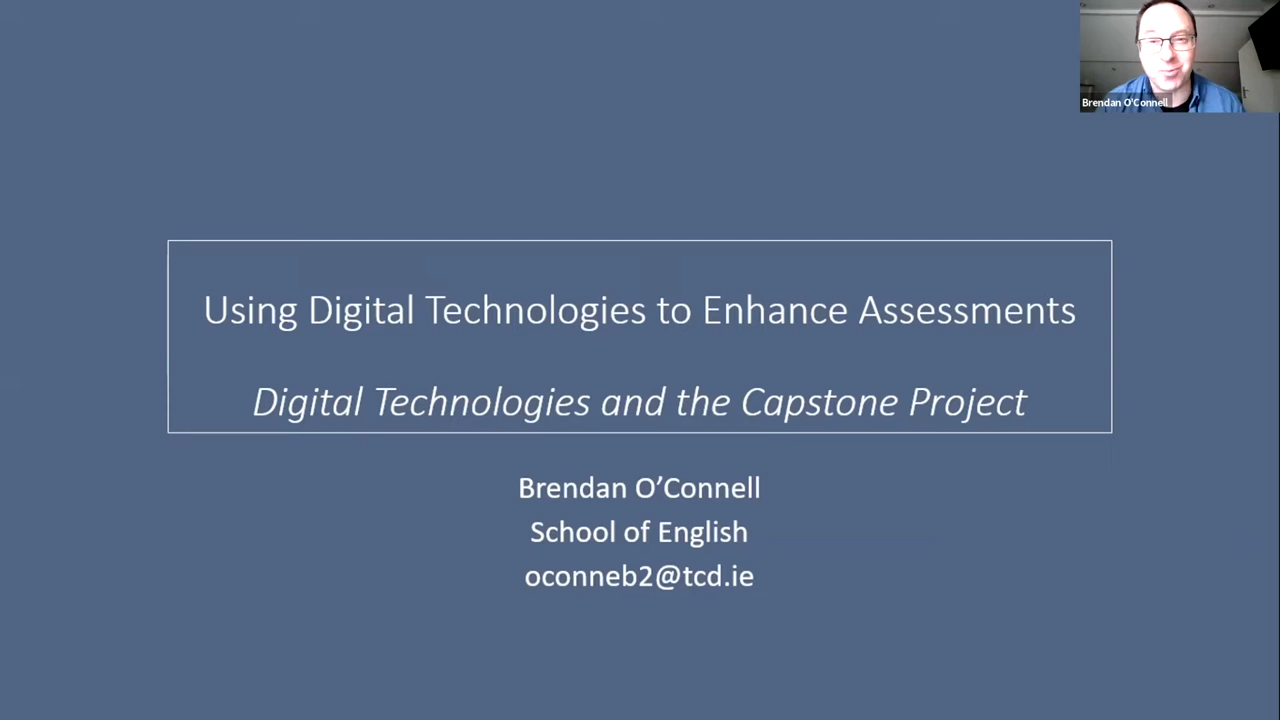 Brendan O'Connell
Using Digital Technologies to Enhance Assessments
Digital Technologies and the Capstone Project
Brendan O’Connell
School of English
oconneb2@tcd.ie